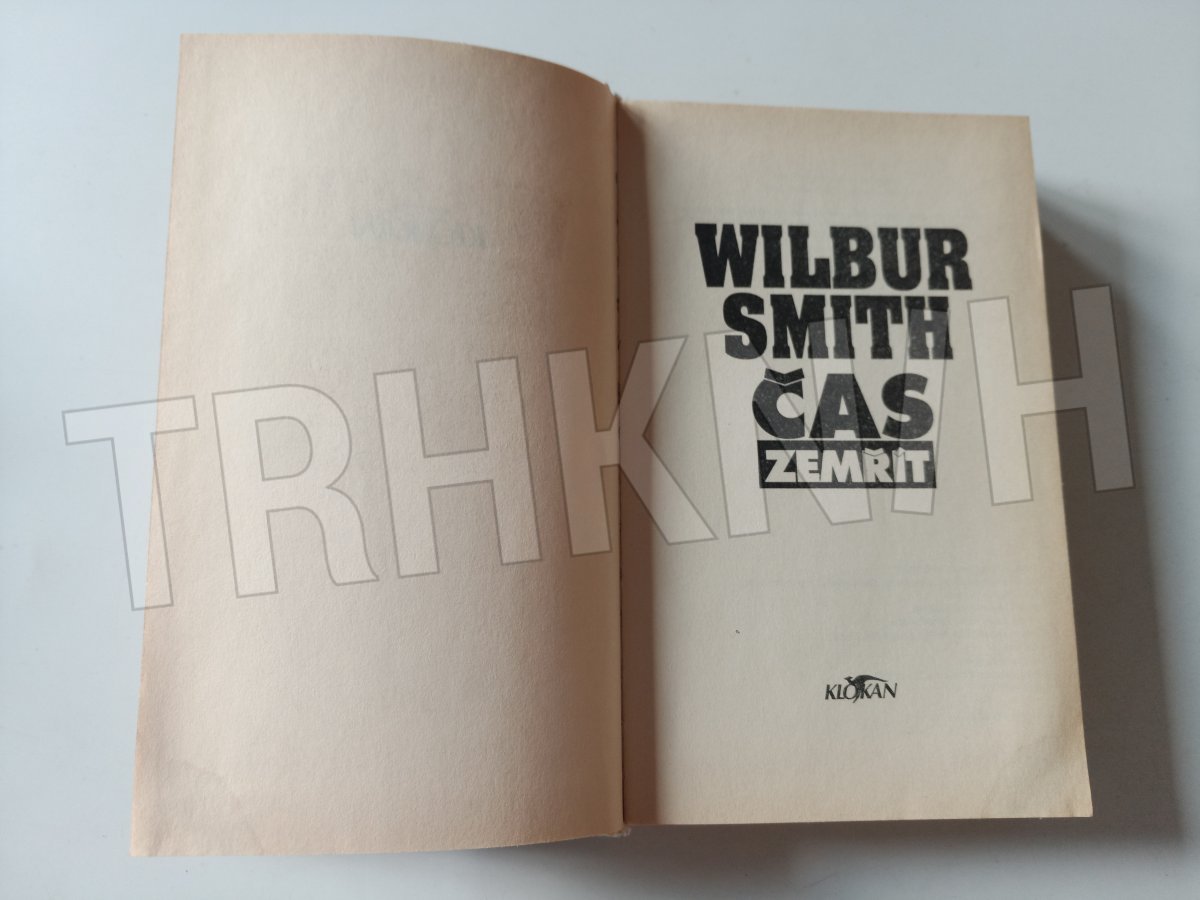 WILBUR
SMITH
ČAS
ZEMŘÍT
KLOKAN
TRHKNIH